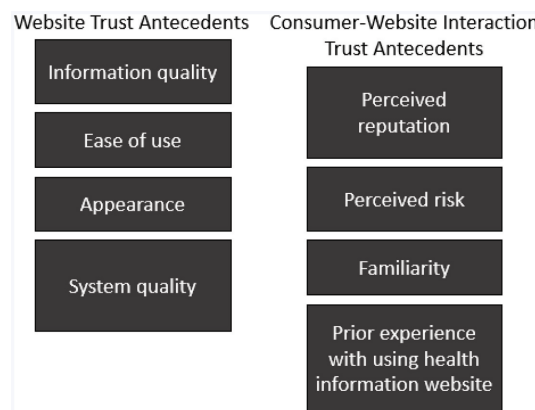 Website Trust Antecedents
Information quality
Ease of use
Appearance
System quality
Consumer-Website Interaction
Trust Antecedents
Perceived
reputation
Perceived risk
Familiarity
Prior experience
with using health
information website